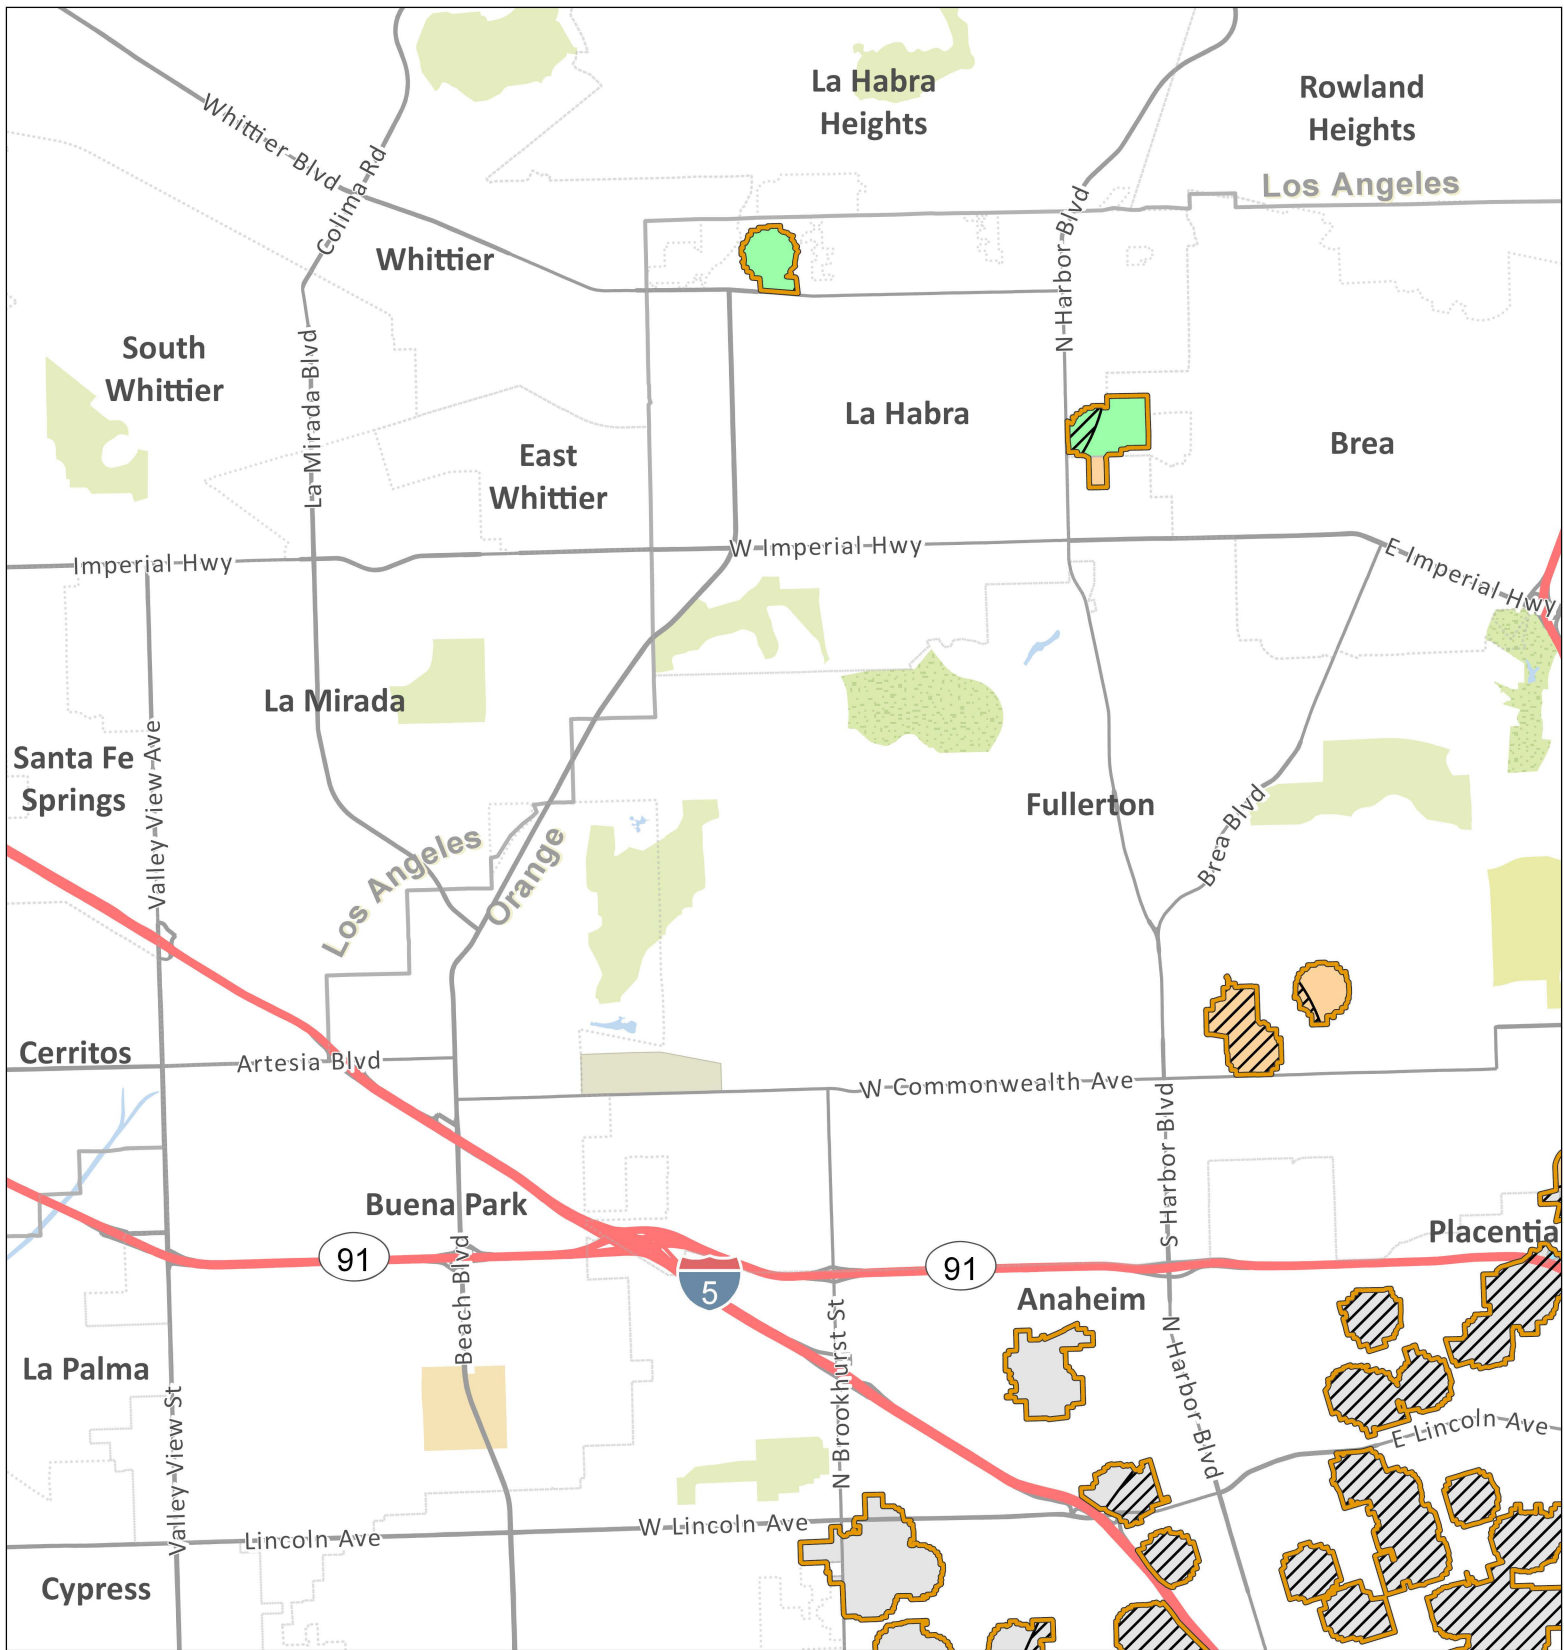 La Habra
Heights
Rowland
Heights
Los Angeles
Whittier Blvd
Colima Rd
N Harbor Blvd
Whittier
South
Whittier
La Mirada Blvd
La Habra
Brea
East
Whittier
Imperial Hwy
W Imperial Hwy
E Imperial Hwy
La Mirada
Santa Fe
Springs
Valley View Ave
Fullerton
Brea Blvd
Los Angeles
Orange
Cerritos
Artesia Blvd
W Commonwealth Ave
S Harbor Blvd
Buena Park
Placentia
91
91
5
Beach Blvd
Anaheim
N Brookhurst St
N Harbor Blvd
La Palma
Valley View St
E Lincoln Ave
Lincoln Ave
W Lincoln Ave
Cypress